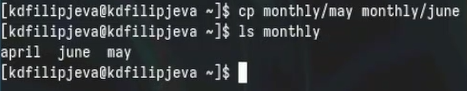 [kdfilipjeva@kdfilipjeva ~]$ cp monthly/may monthly/june
[kdfilipjeva@kdfilipjeva ~]$ ls monthly
april  june  may
[kdfilipjeva@kdfilipjeva ~]$